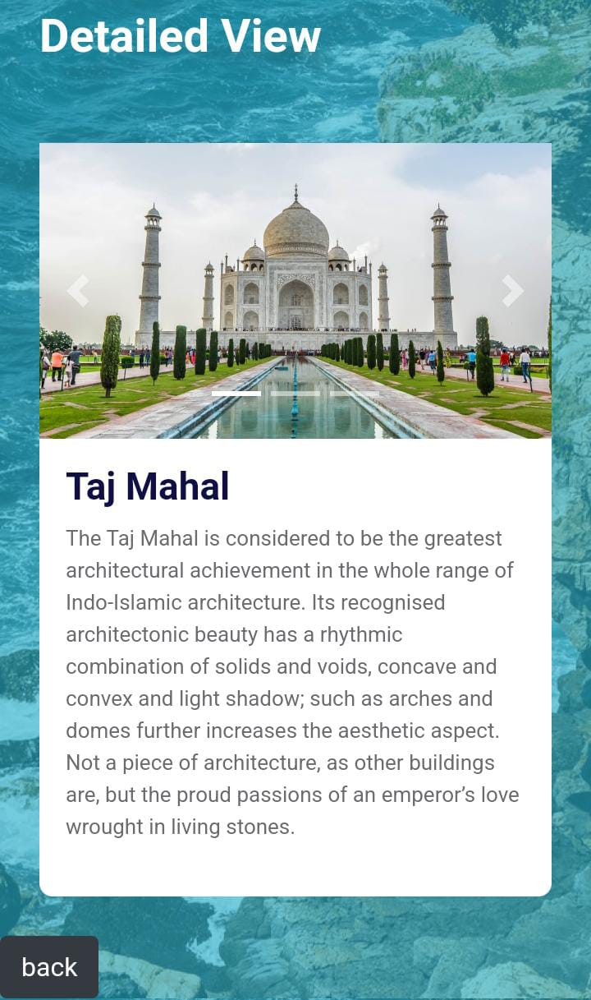 Detailed View
Taj Mahal
The Taj Mahal is considered to be the greatest
architectural achievement in the whole range of
Indo-Islamic architecture. Its recognised
architectonic beauty has a rhythmic
combination of solids and voids, concave and
convex and light shadow; such as arches and
domes further increases the aesthetic aspect.
Not a piece of architecture, as other buildings
are, but the proud passions of an emperor’s love
wrought in living stones.
back